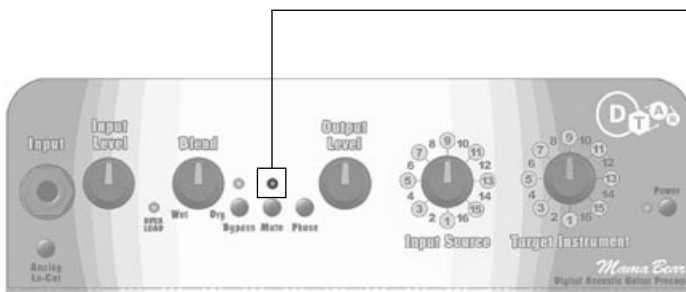 Input
Input Level
OVER LOAD
Blend
Wet
Dry
Bypass
Mute
Phase
Output Level
1
2
3
4
5
6
7
8
9
10
11
12
13
14
15
16
Input Source
1
2
3
4
5
6
7
8
9
10
11
12
13
14
15
16
Target Instrument
DTAR
Power
Analog Lo-Cut
Mama Bear
Digital Acoustic Guitar Preamp